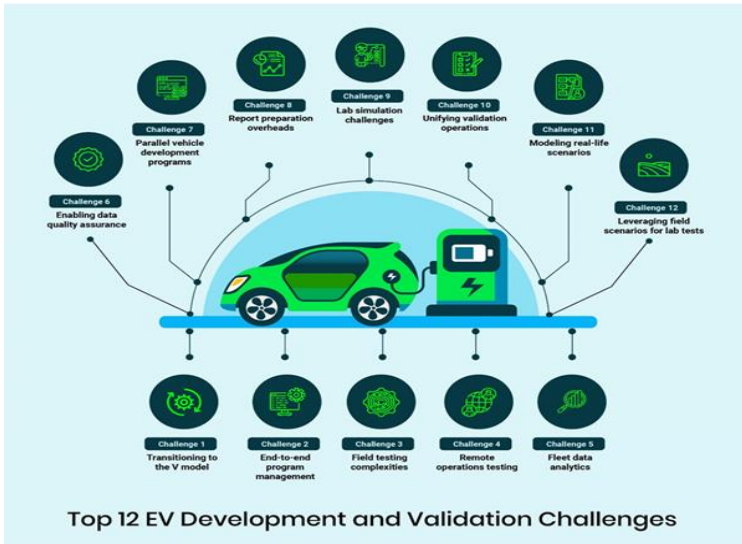 Challenge 9
Lab simulation
challenges
Challenge 8
Report preparation
overheads
Challenge 10
Unifying validation
operations
Challenge 7
Parallel vehicle
development
programs
Challenge 11
Modeling real-life
scenarios
Challenge 6
Enabling data
quality assurance
Challenge 12
Leveraging field
scenarios for lab tests
Challenge 1
Transitioning to
the V model
Challenge 2
End-to-end
program
management
Challenge 3
Field testing
complexities
Challenge 4
Remote
operations testing
Challenge 5
Fleet data
analytics
Top 12 EV Development and Validation Challenges